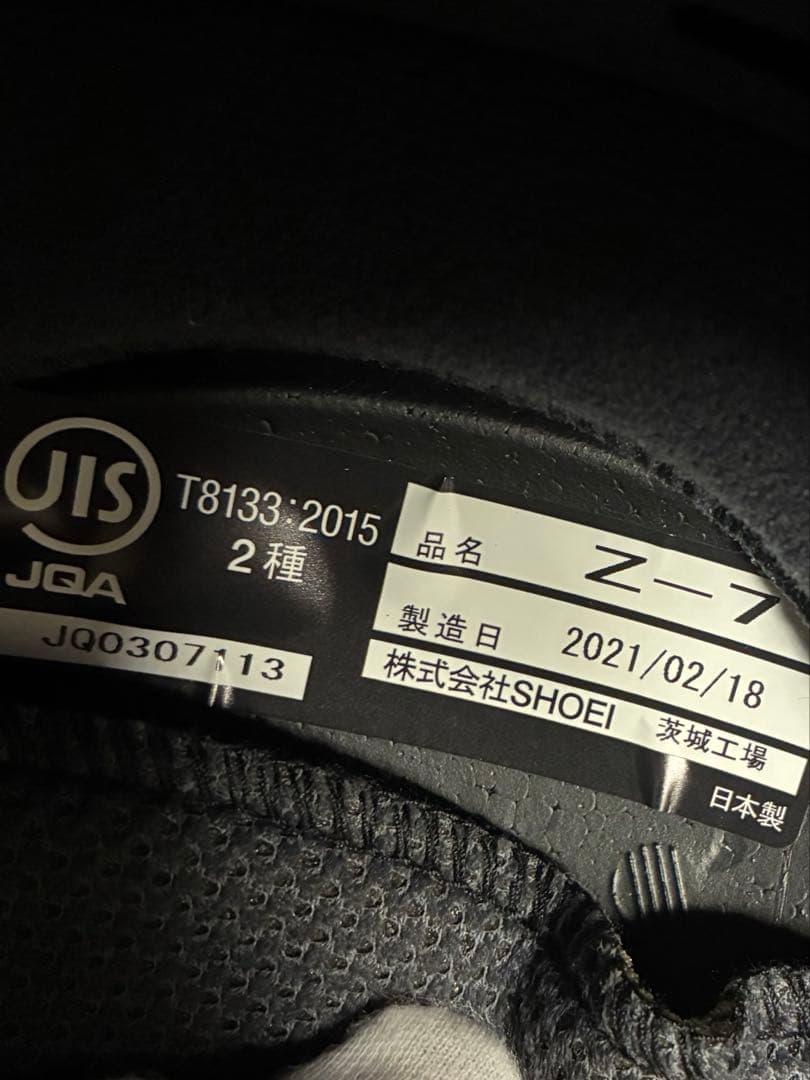 JIS
JQA
T8133:2015
2種
JQ0307113
品名 Z-7
製造日 2021/02/18
株式会社SHOEI 茨城工場
日本製